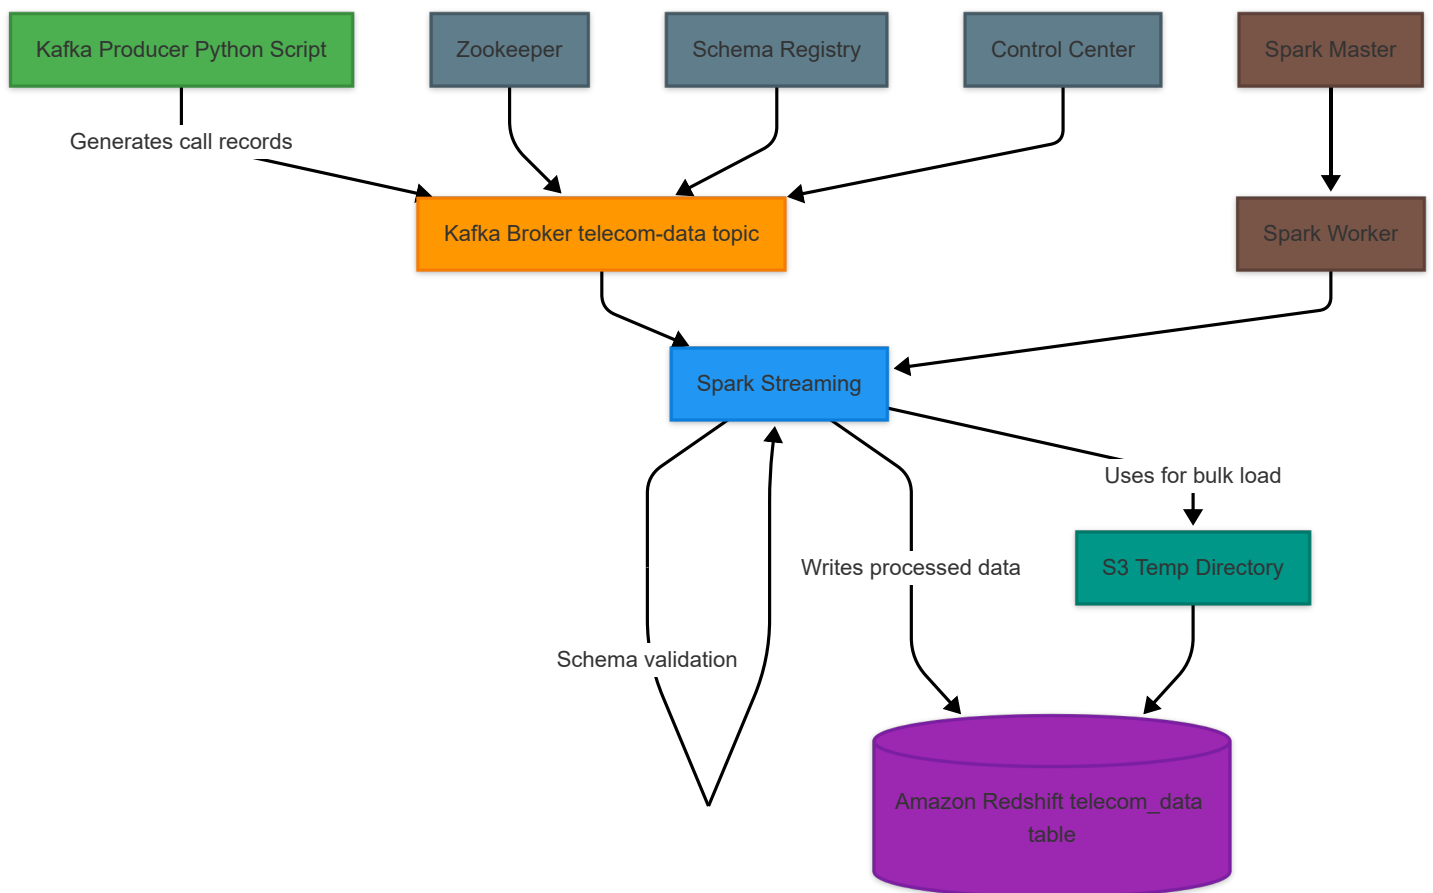 Kafka Producer Python Script
Zookeeper
Schema Registry
Control Center
Spark Master
Generates call records
Kafka Broker telecom-data topic
Spark Worker
Spark Streaming
Uses for bulk load
Writes processed data
S3 Temp Directory
Schema validation
Amazon Redshift telecom_data
table